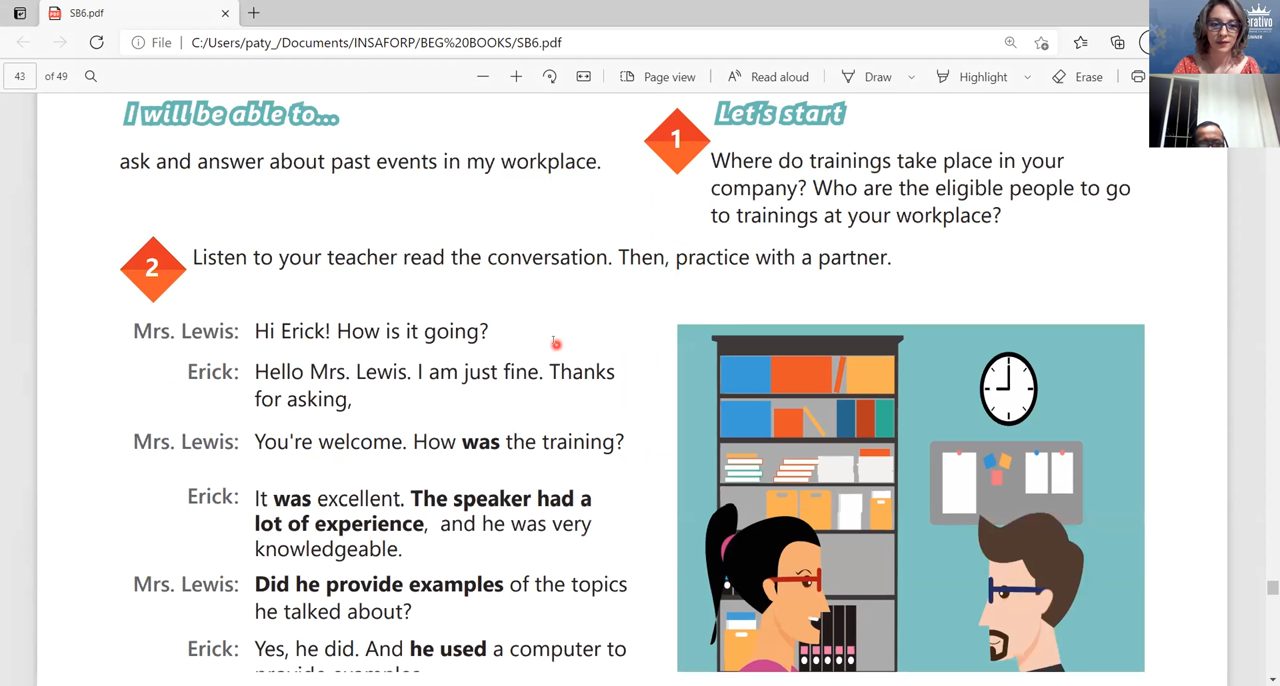 SB6.pdf
File C:/Users/paty_/Documents/INSAFORP/BEG%20BOOKS/SB6.pdf
43 of 49 Page view Read aloud Draw Highlight Erase
I will be able to...
ask and answer about past events in my workplace.
1
Let's start
Where do trainings take place in your
company? Who are the eligible people to go
to trainings at your workplace?
2
Listen to your teacher read the conversation. Then, practice with a partner.
Mrs. Lewis: Hi Erick! How is it going?
Erick: Hello Mrs. Lewis. I am just fine. Thanks
for asking,
Mrs. Lewis: You're welcome. How was the training?
Erick: It was excellent. The speaker had a
lot of experience, and he was very
knowledgeable.
Mrs. Lewis: Did he provide examples of the topics
he talked about?
Erick: Yes, he did. And he used a computer to
provide examples